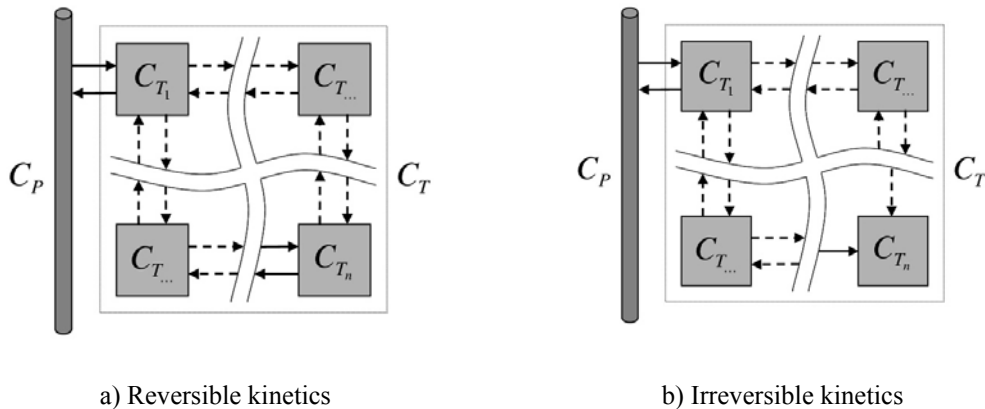 C_{T_1} C_{T_{...}} C_{T_1} C_{T_{...}}
C_P C_T C_P C_T
C_{T_{...}} C_{T_n} C_{T_{...}} C_{T_n}
a) Reversible kinetics b) Irreversible kinetics